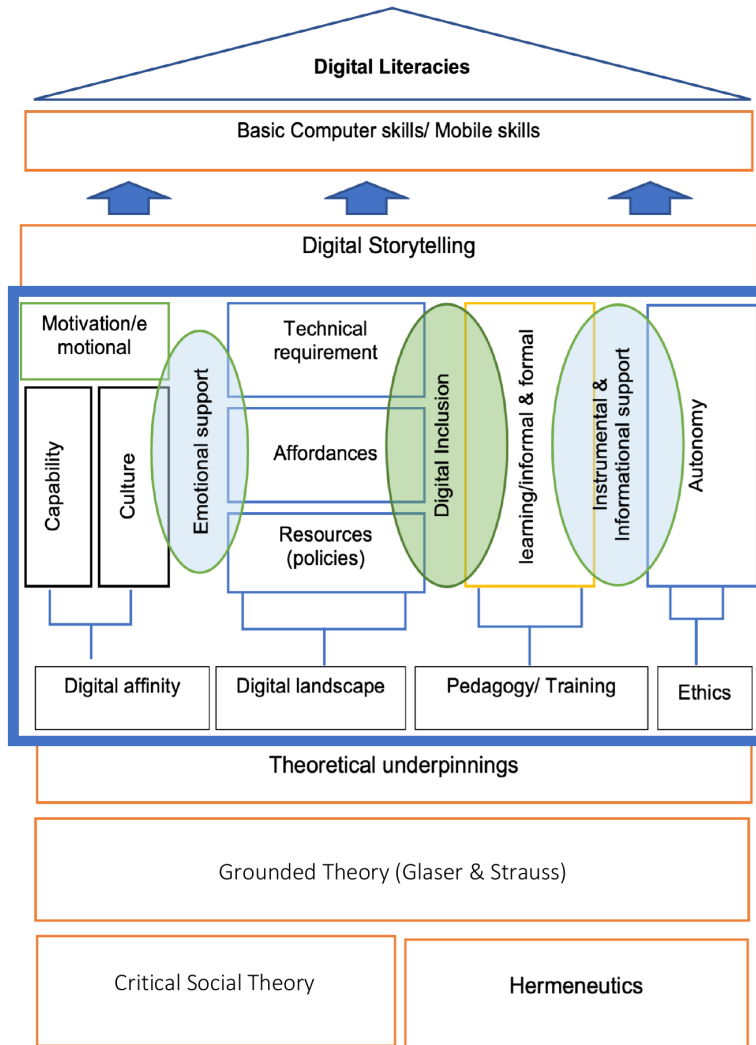 Digital Literacies
Basic Computer skills/ Mobile skills
Digital Storytelling
Motivation/e
motional
Capability
Culture
Emotional support
Technical
requirement
Affordances
Resources
(policies)
Digital Inclusion
learning/informal & formal
Instrumental &
Informational support
Autonomy
Digital affinity
Digital landscape
Pedagogy/ Training
Ethics
Theoretical underpinnings
Grounded Theory (Glaser & Strauss)
Critical Social Theory
Hermeneutics